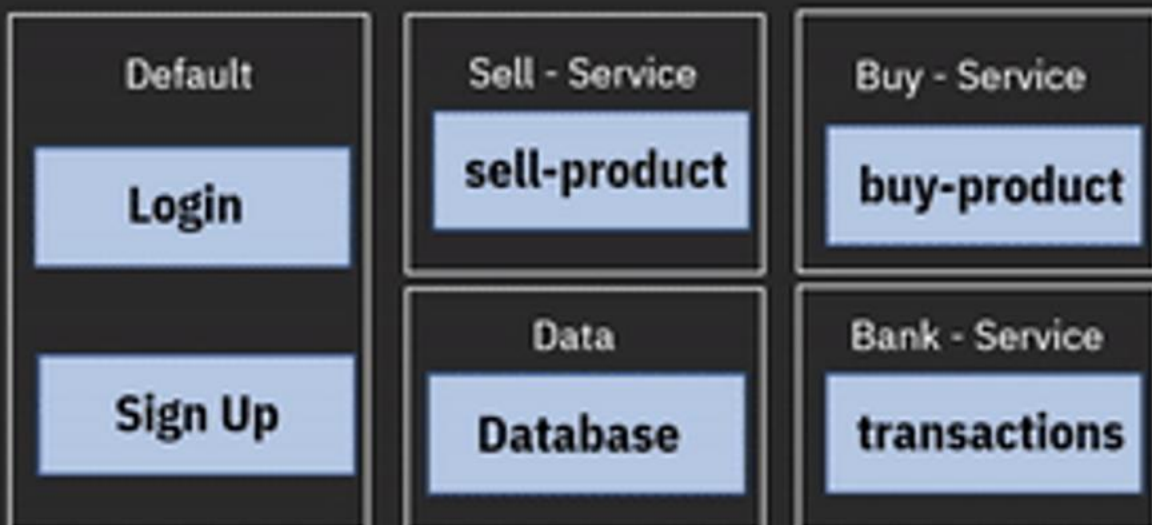 Default
Login
Sign Up
Sell - Service
sell-product
Buy - Service
buy-product
Data
Database
Bank - Service
transactions